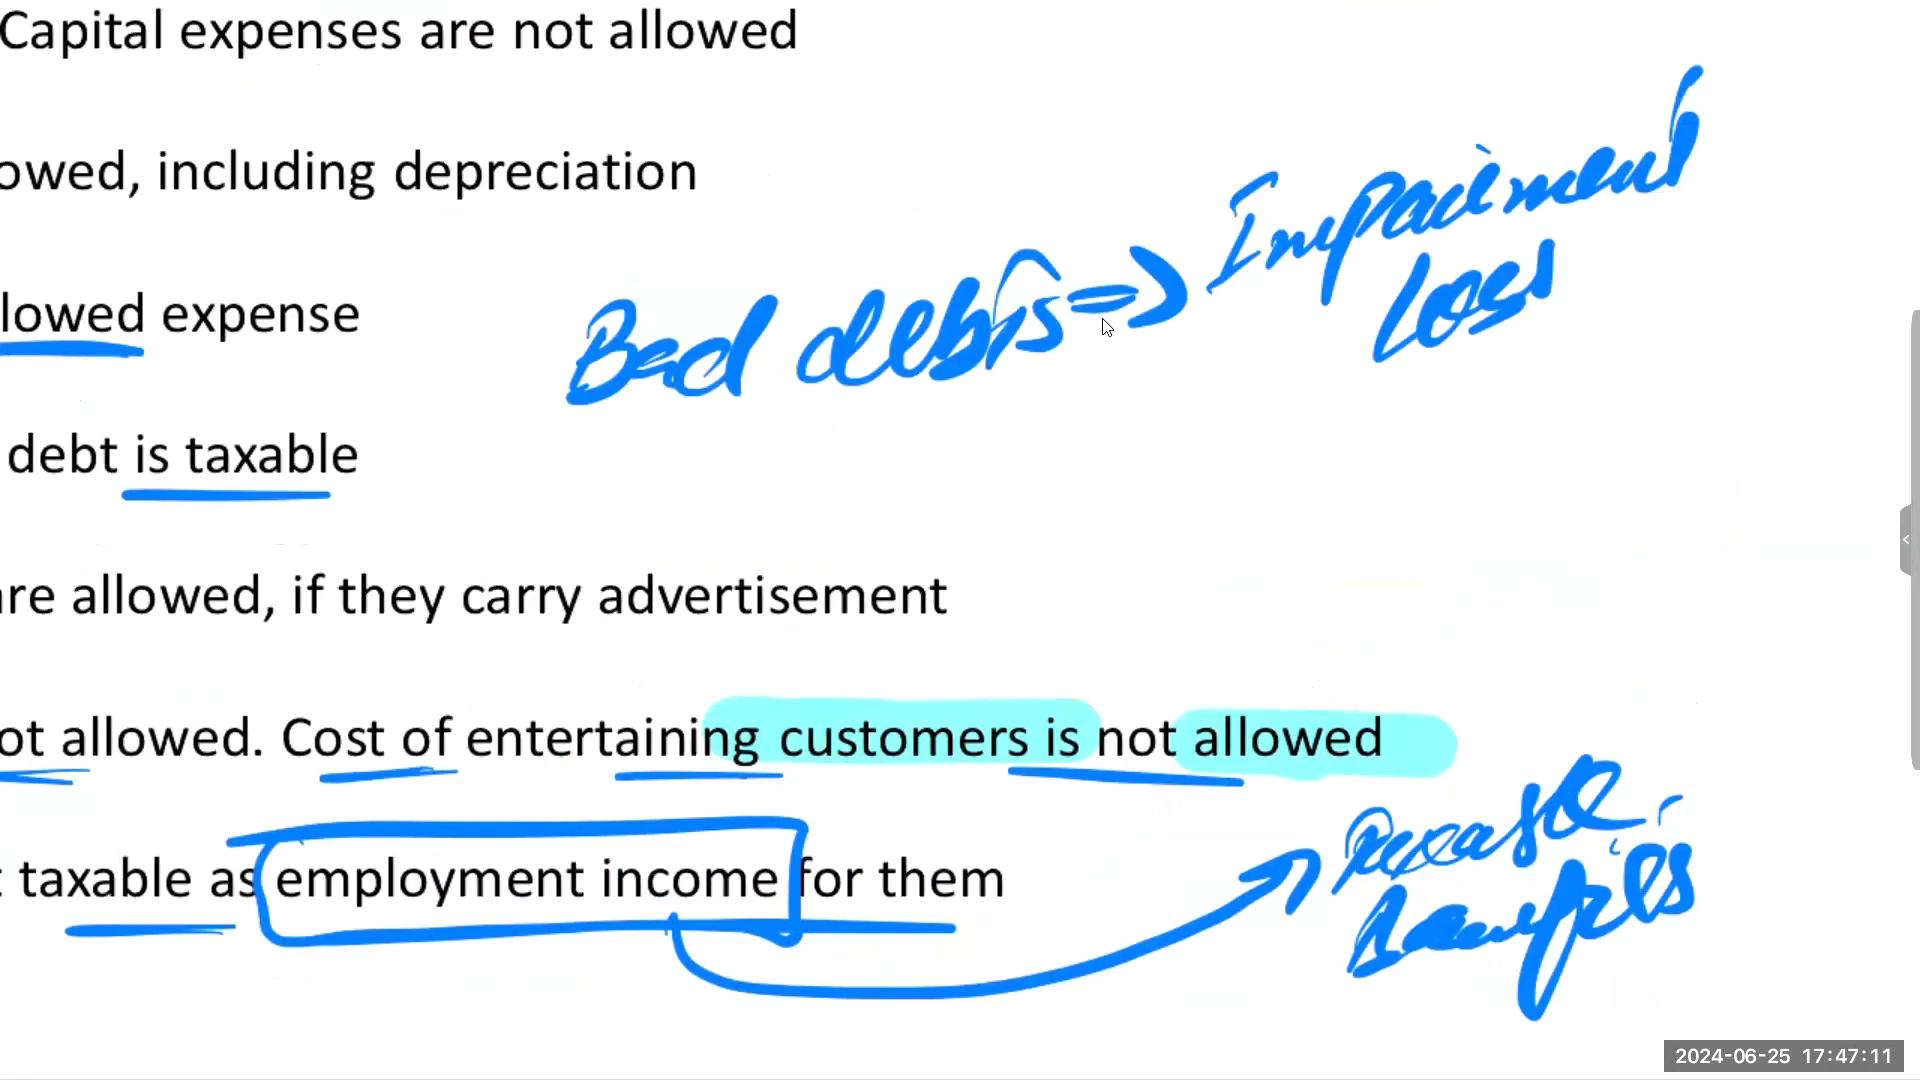 Capital expenses are not allowed
owed, including depreciation
Impairment
Loss
Bad debts =>
lowed expense
debt is taxable
re allowed, if they carry advertisement
ot allowed. Cost of entertaining customers is not allowed
taxable as employment income for them
benefits
2024-06-25 17:47:11